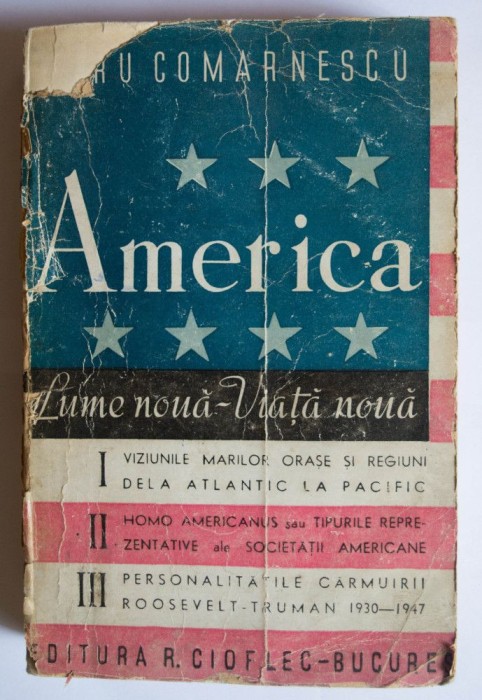 RU COMARNESCU
America
Lume nouă-Viață nouă
I VIZIUNILE MARILOR ORAȘE SI REGIUNI
DELA ATLANTIC LA PACIFIC
II HOMO AMERICANUS sau TIPURILE REPRE-
ZENTATIVE ale SOCIETĂȚII AMERICANE
III PERSONALITĂȚILE CÂRMUIRII
ROOSEVELT-TRUMAN 1930—1947
EDITURA R. CIOFLEC-BUCURE